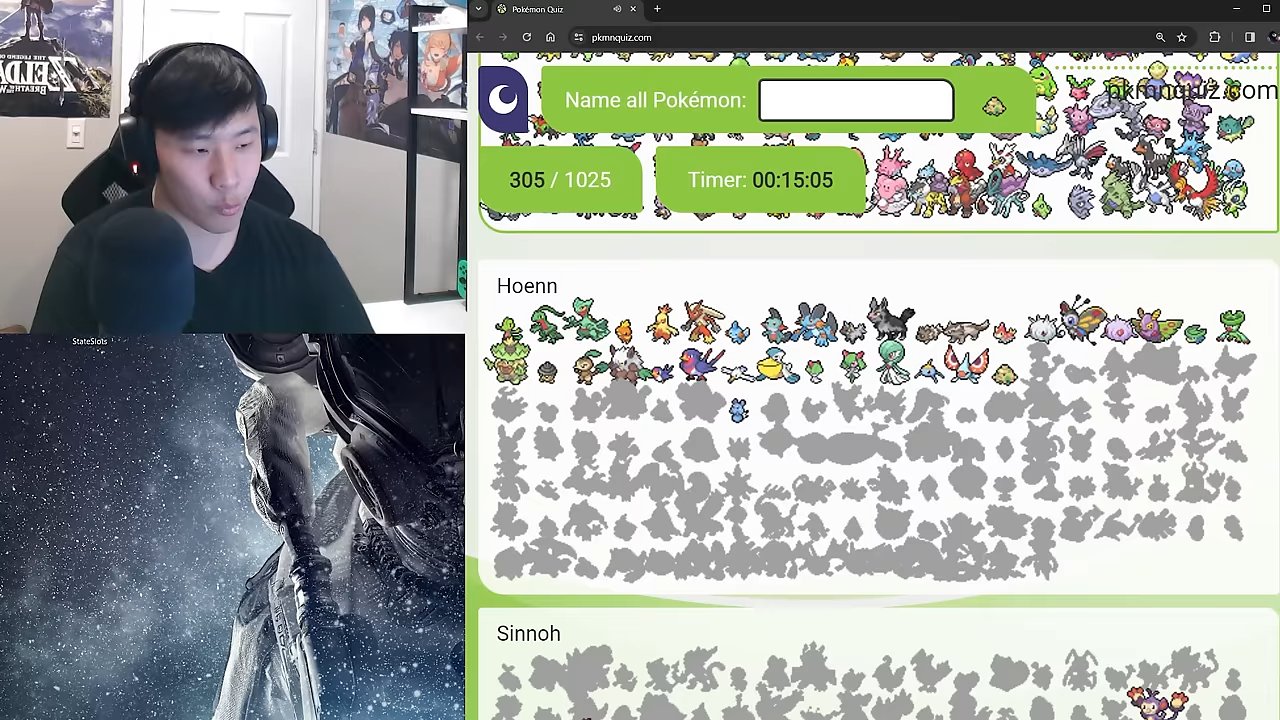 Pokémon Quiz
pkmnquiz.com
Name all Pokémon:
pkmnquiz.com
305 / 1025
Timer: 00:15:05
Hoenn
StateSlots
Sinnoh